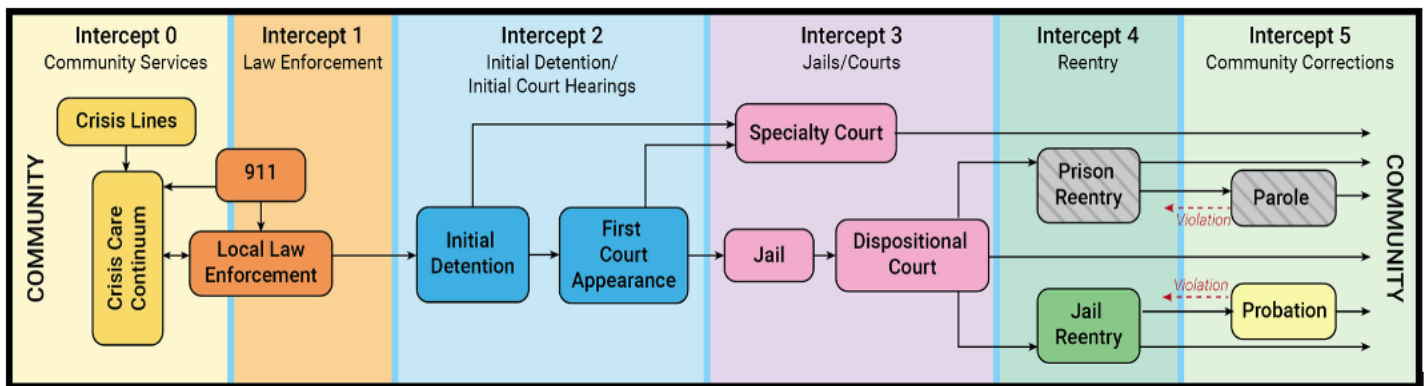 Intercept 0
Community Services
Intercept 1
Law Enforcement
Intercept 2
Initial Detention/
Initial Court Hearings
Intercept 3
Jails/Courts
Intercept 4
Reentry
Intercept 5
Community Corrections
COMMUNITY
Crisis Lines
Crisis Care
Continuum
911
Local Law
Enforcement
Initial
Detention
First
Court
Appearance
Specialty Court
Jail
Dispositional
Court
Prison
Reentry
Parole
Violation
Jail
Reentry
Violation
Probation
COMMUNITY